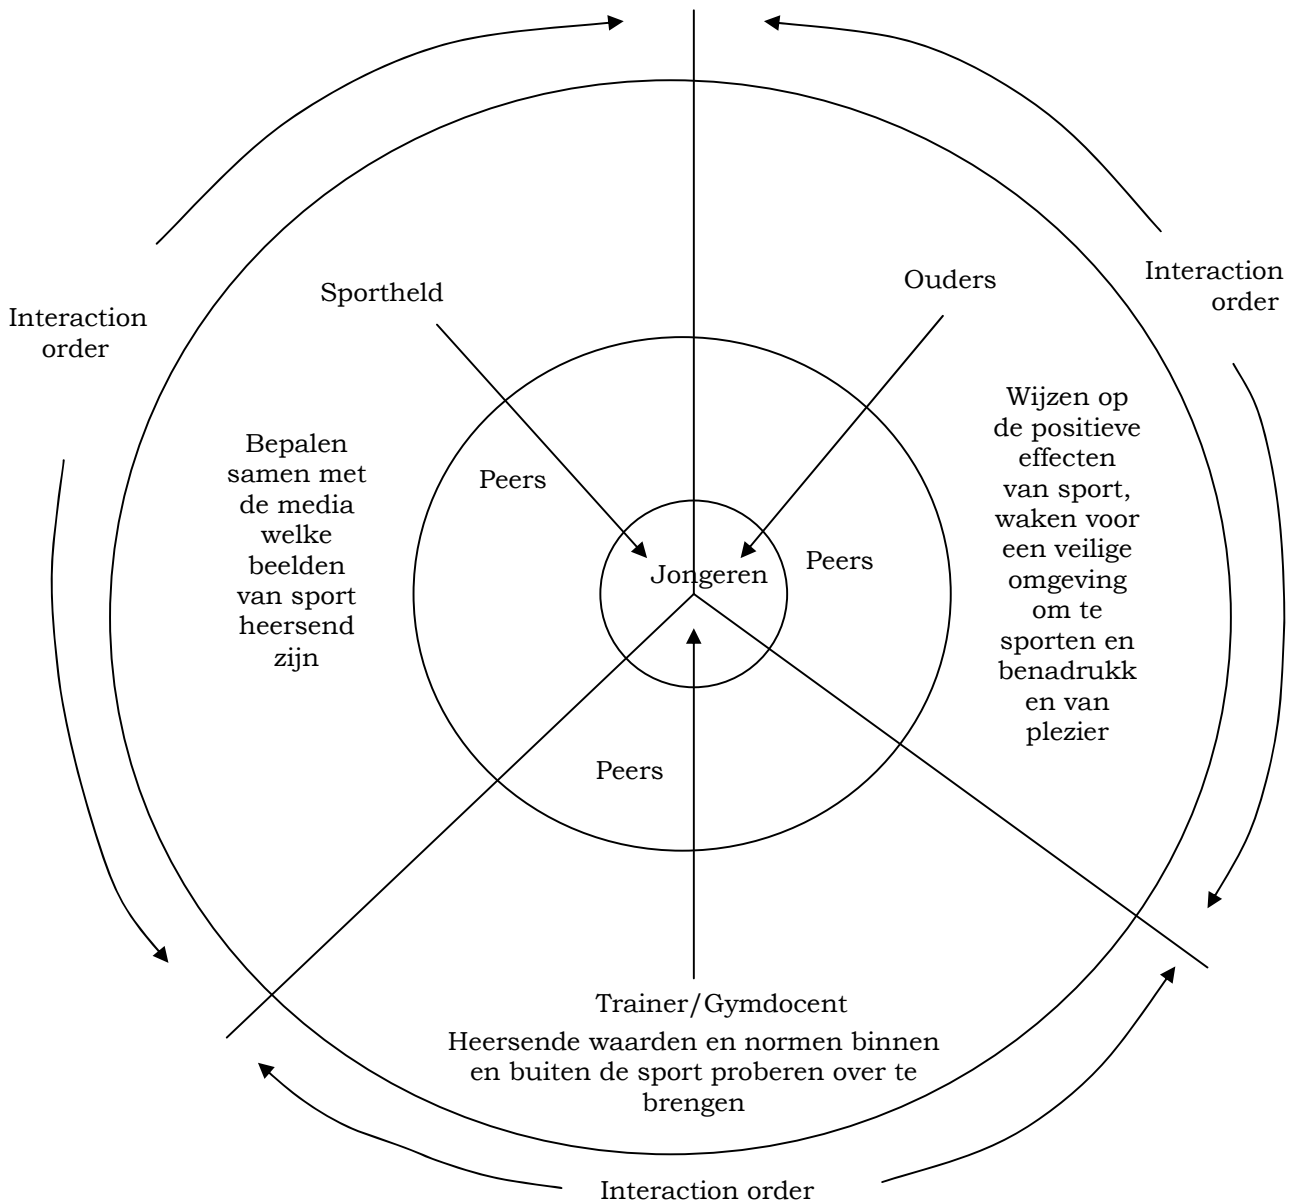 Interaction
order
Sportheld
Ouders
Interaction
order
Bepalen
samen met
de media
welke
beelden
van sport
heersend
zijn
Peers
Jongeren
Peers
Wijzen op
de positieve
effecten
van sport,
waken voor
een veilige
omgeving
om te
sporten en
benadrukk
en van
plezier
Peers
Trainer/Gymdocent
Heersende waarden en normen binnen
en buiten de sport proberen over te
brengen
Interaction order